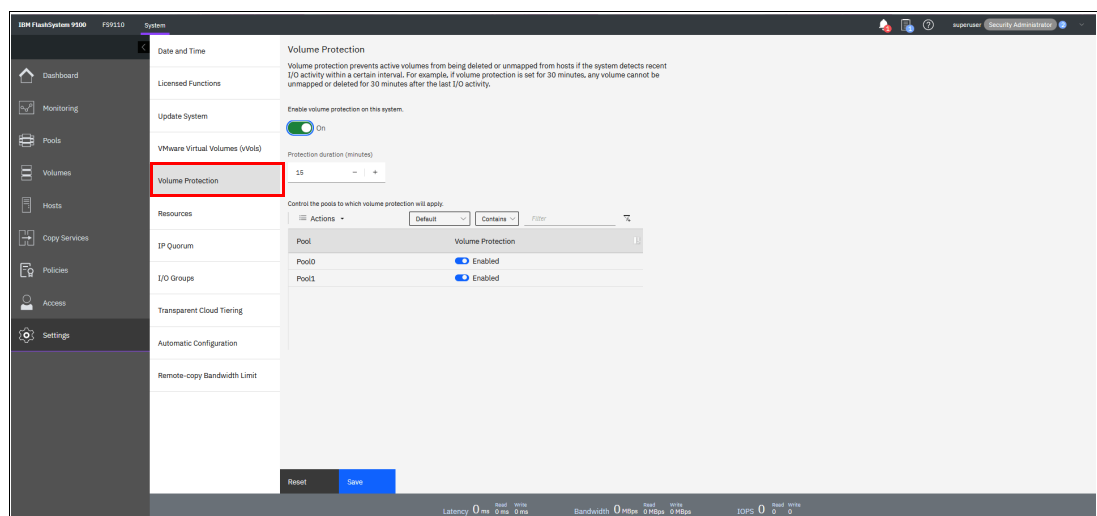 IBM FlashSystem 9100 FS9110 System
superuser Security Administrator 2
Dashboard
Monitoring
Pools
Volumes
Hosts
Copy Services
Policies
Access
Settings
Date and Time
Licensed Functions
Update System
VMware Virtual Volumes (vVols)
Volume Protection
Resources
IP Quorum
I/O Groups
Transparent Cloud Tiering
Automatic Configuration
Remote-copy Bandwidth Limit
Volume Protection
Volume protection prevents active volumes from being deleted or unmapped from hosts if the system detects recent
I/O activity within a certain interval. For example, if volume protection is set for 30 minutes, any volume cannot be
unmapped or deleted for 30 minutes after the last I/O activity.
Enable volume protection on this system.
On
Protection duration (minutes)
15 - +
Control the pools to which volume protection will apply.
Actions Default Contains Filter
Pool Volume Protection
Pool0 Enabled
Pool1 Enabled
Reset Save
Latency 0 ms Read 0 ms Write 0 ms Bandwidth 0 MBps Read 0 MBps Write 0 MBps IOPS 0 Read 0 Write 0